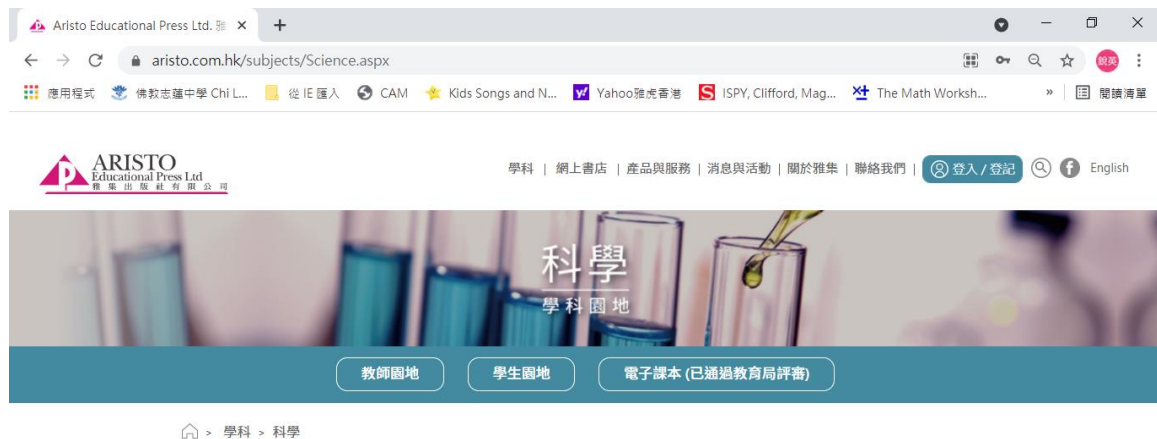 Aristo Educational Press Ltd. 雅
aristo.com.hk/subjects/Science.aspx
銳英
應用程式 佛教志蓮中學 Chi L... 從 IE 匯入 CAM Kids Songs and N... Yahoo雅虎香港 ISPY, Clifford, Mag... The Math Worksh... » 閱讀清單
ARISTO
Educational Press Ltd
雅 集 出 版 社 有 限 公 司
學科 | 網上書店 | 產品與服務 | 消息與活動 | 關於雅集 | 聯絡我們 | 登入 / 登記 English
科學
學科園地
教師園地 學生園地 電子課本 (已通過教育局評審)
> 學科 > 科學